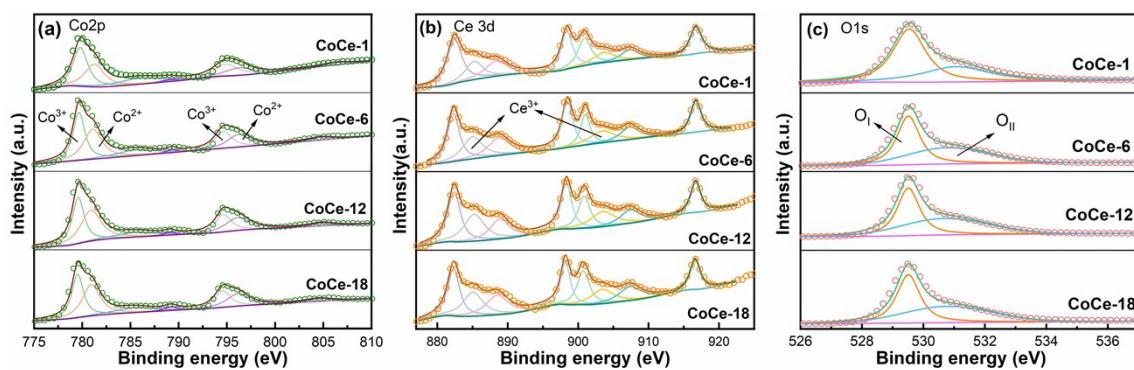 (a) Co2p
CoCe-1
Co³⁺ Co²⁺ Co³⁺ Co²⁺
CoCe-6
CoCe-12
CoCe-18
Intensity (a.u.)
775 780 785 790 795 800 805 810
Binding energy (eV)
(b) Ce 3d
CoCe-1
Ce³⁺
CoCe-6
CoCe-12
CoCe-18
Intensity(a.u.)
880 890 900 910 920
Binding energy (eV)
(c) O1s
CoCe-1
O_I O_II
CoCe-6
CoCe-12
CoCe-18
Intensity (a.u.)
526 528 530 532 534 536
Binding energy (eV)